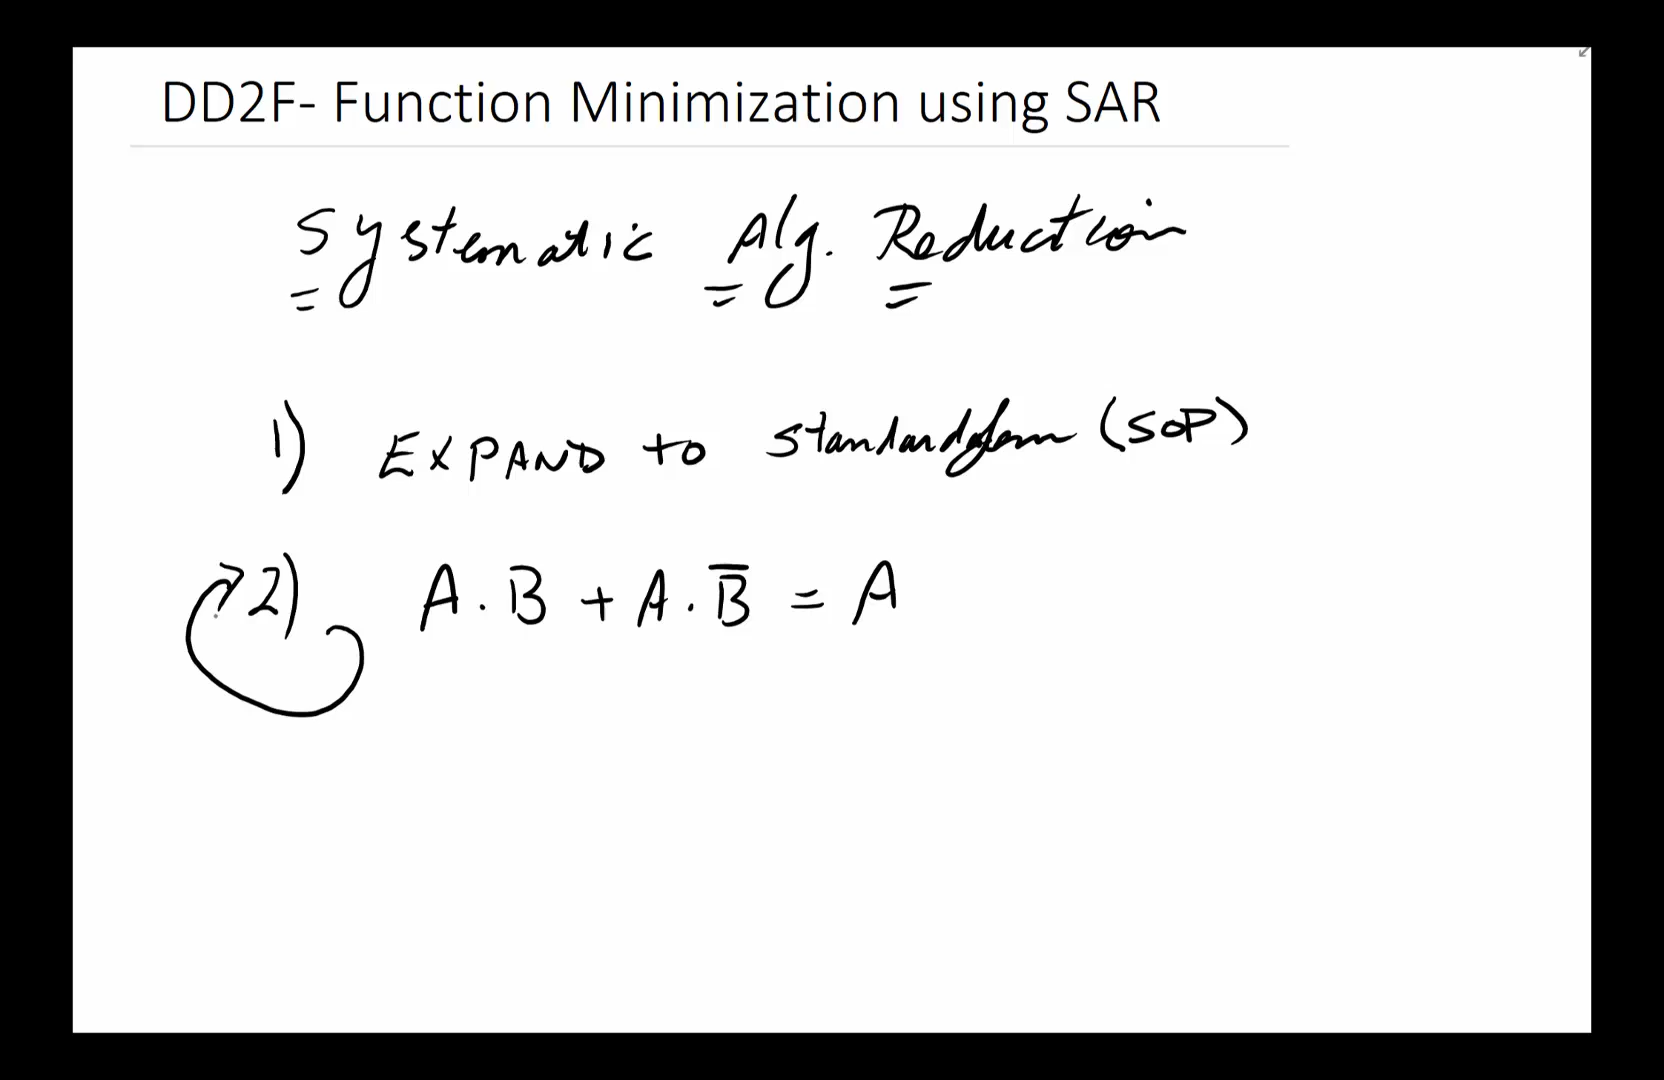 DD2F- Function Minimization using SAR
Systematic Alg. Reduction
1) EXPAND to standard form (SOP)
2) A . B + A . B̅ = A